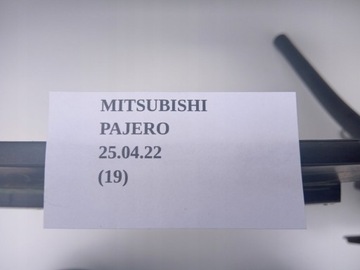 MITSUBISHI
PAJERO
25.04.22
(19)